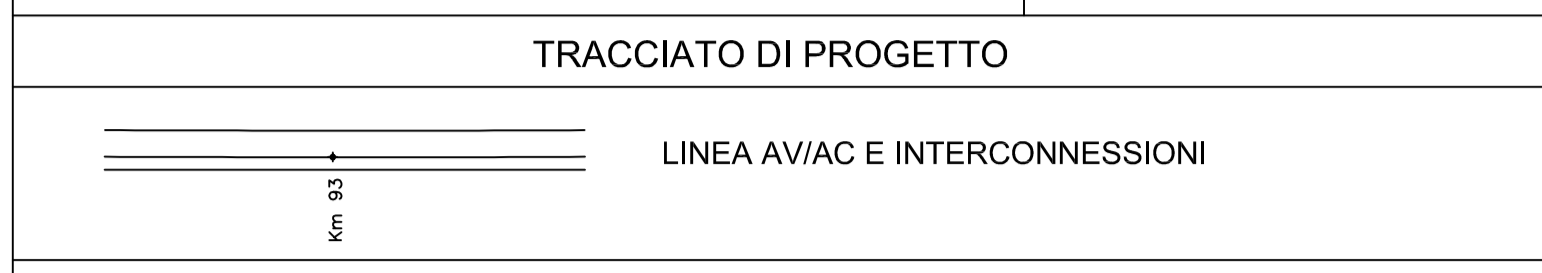 TRACCIATO DI PROGETTO
LINEA AV/AC E INTERCONNESSIONI
Km 93